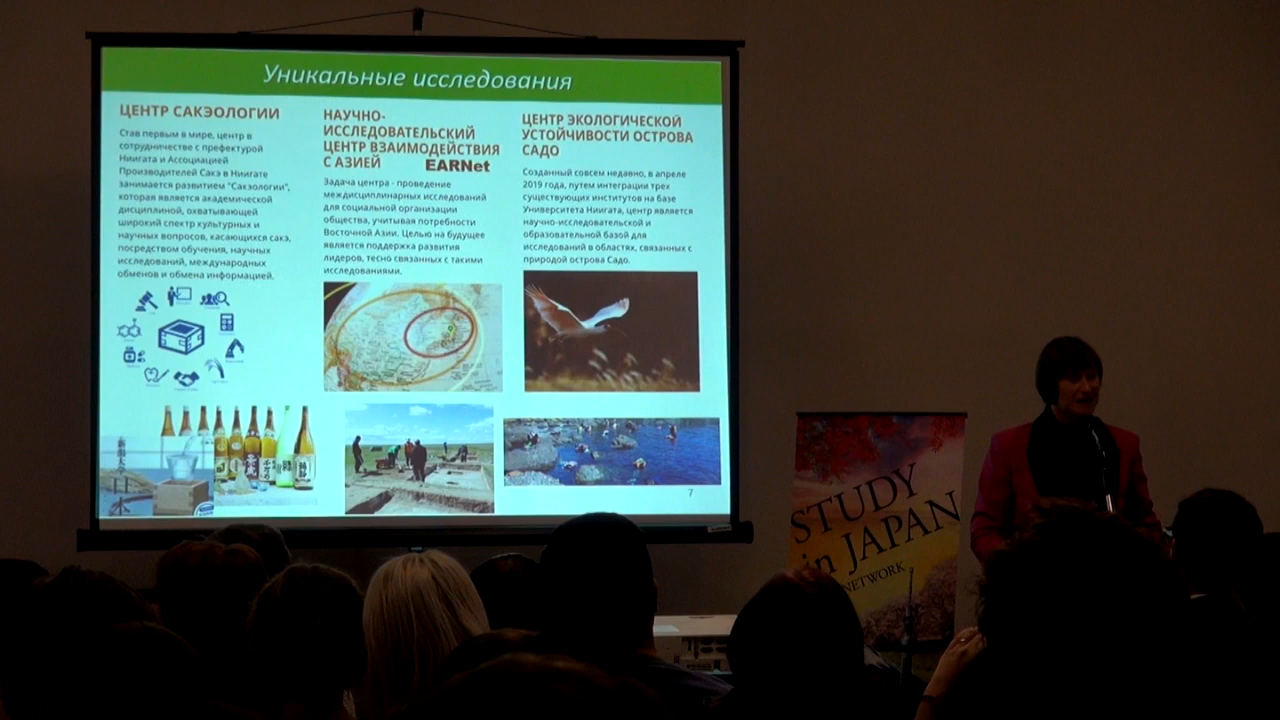 Уникальные исследования
ЦЕНТР САКЭОЛОГИИ
Став первым в мире, центр в
сотрудничестве с префектурой
Ниигата и Ассоциацией
Производителей Сакэ в Ниигате
занимается развитием "Сакэологии",
которая является академической
дисциплиной, охватывающей
широкий спектр культурных и
научных вопросов, касающихся сакэ,
посредством обучения, научных
исследований, международных
обменов и обмена информацией.
НАУЧНО-
ИССЛЕДОВАТЕЛЬСКИЙ
ЦЕНТР ВЗАИМОДЕЙСТВИЯ
С АЗИЕЙ EARNet
Задача центра - проведение
междисциплинарных исследований
для социальной организации
общества, учитывая потребности
Восточной Азии. Целью на будущее
является поддержка развития
лидеров, тесно связанных с такими
исследованиями.
ЦЕНТР ЭКОЛОГИЧЕСКОЙ
УСТОЙЧИВОСТИ ОСТРОВА
САДО
Созданный совсем недавно, в апреле
2019 года, путем интеграции трех
существующих институтов на базе
Университета Ниигата, центр является
научно-исследовательской и
образовательной базой для
исследований в областях, связанных с
природой острова Садо.
7
STUDY
in JAPAN
NETWORK